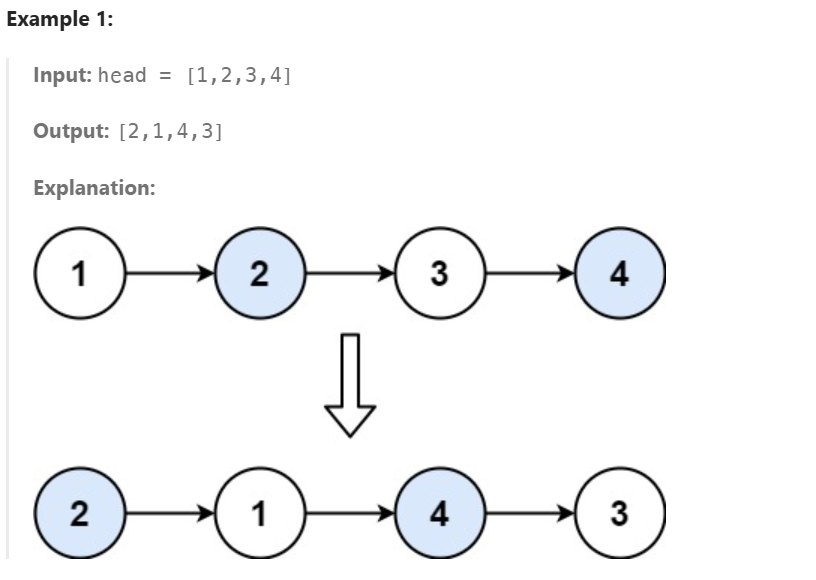 Example 1:
Input: head = [1,2,3,4]
Output: [2,1,4,3]
Explanation:
1 2 3 4
2 1 4 3